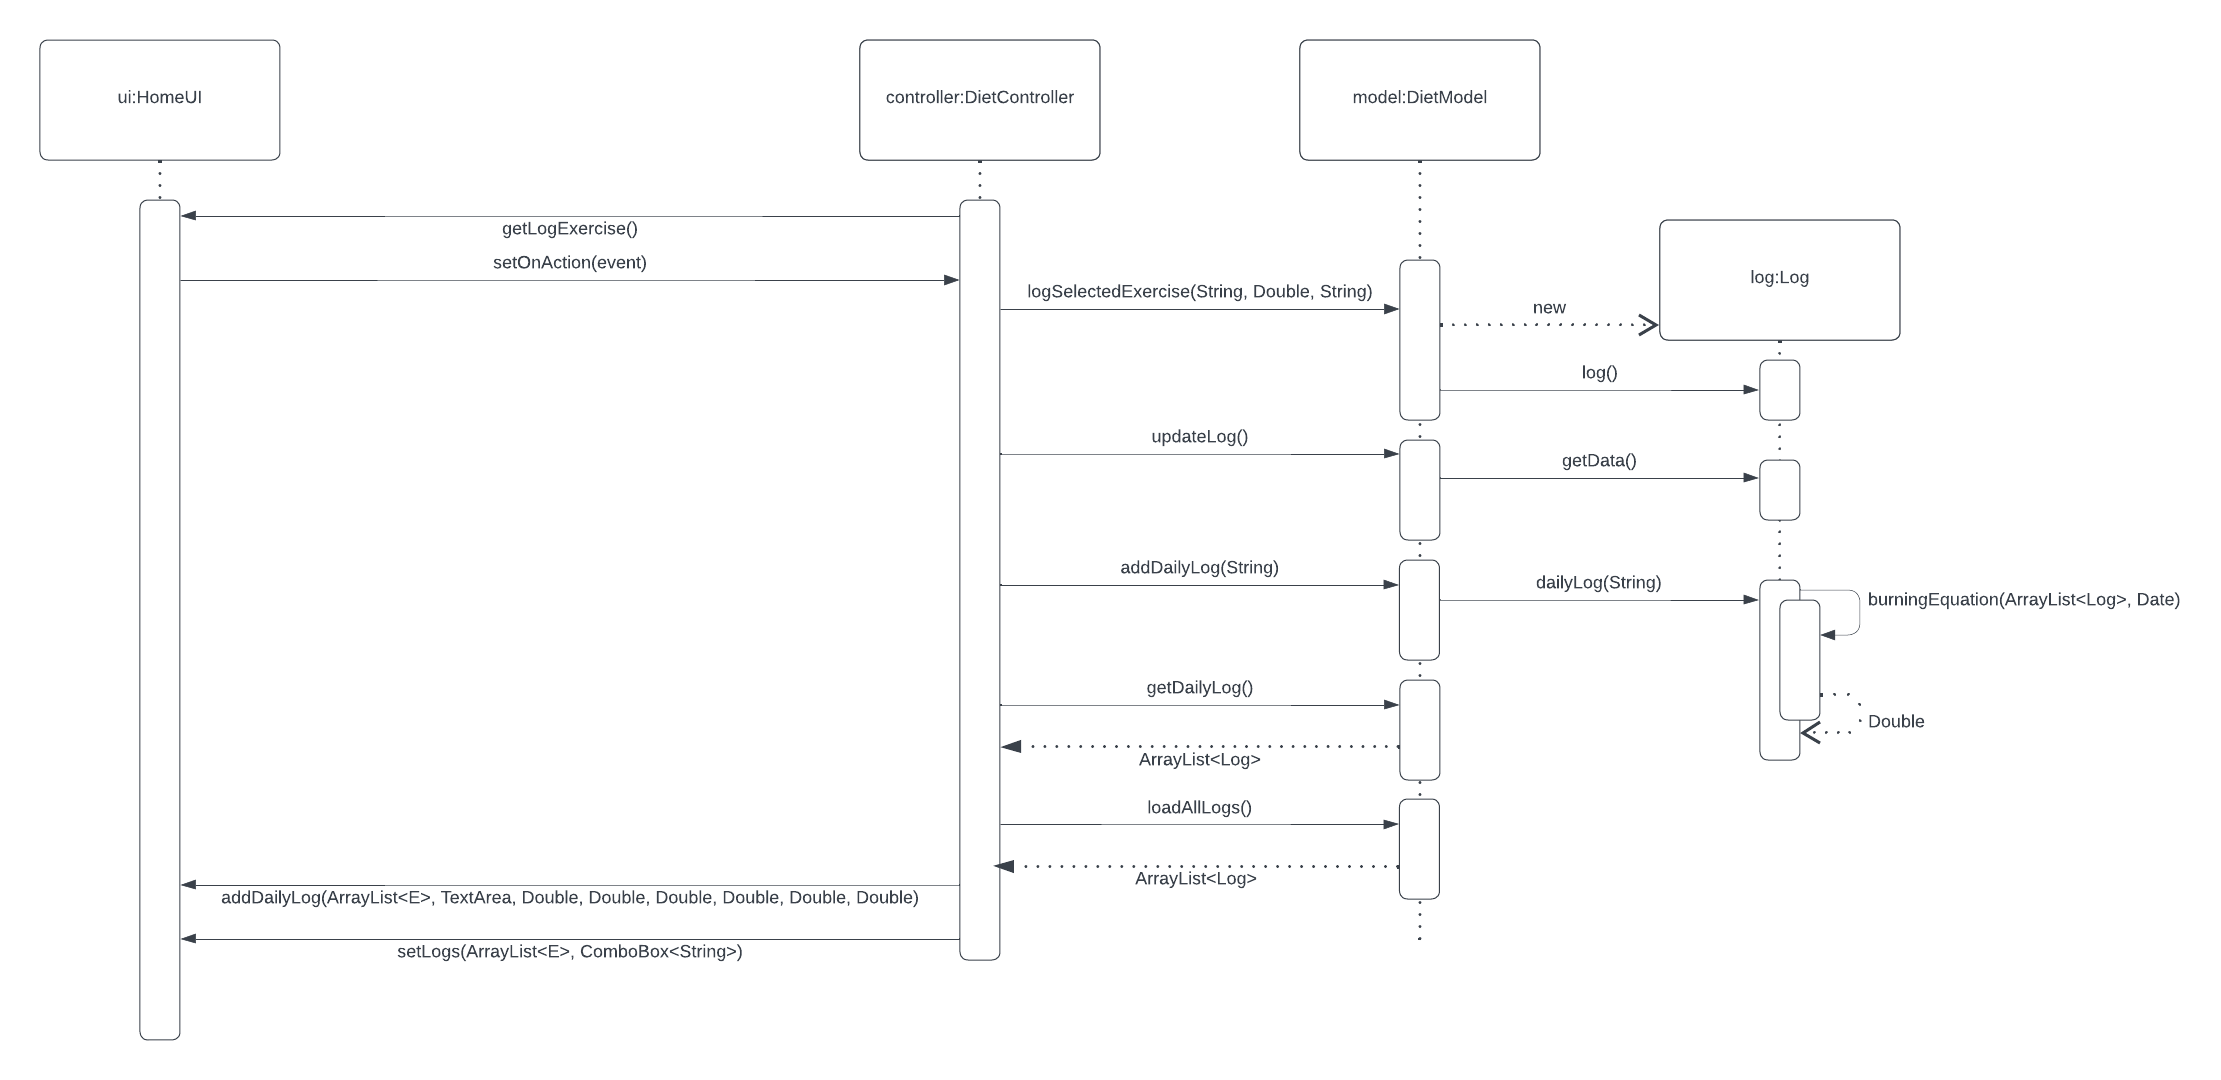 ui:HomeUI
controller:DietController
model:DietModel
log:Log
getLogExercise()
setOnAction(event)
logSelectedExercise(String, Double, String)
new
log()
updateLog()
getData()
addDailyLog(String)
dailyLog(String)
burningEquation(ArrayList<Log>, Date)
getDailyLog()
Double
ArrayList<Log>
loadAllLogs()
ArrayList<Log>
addDailyLog(ArrayList<E>, TextArea, Double, Double, Double, Double, Double, Double)
setLogs(ArrayList<E>, ComboBox<String>)